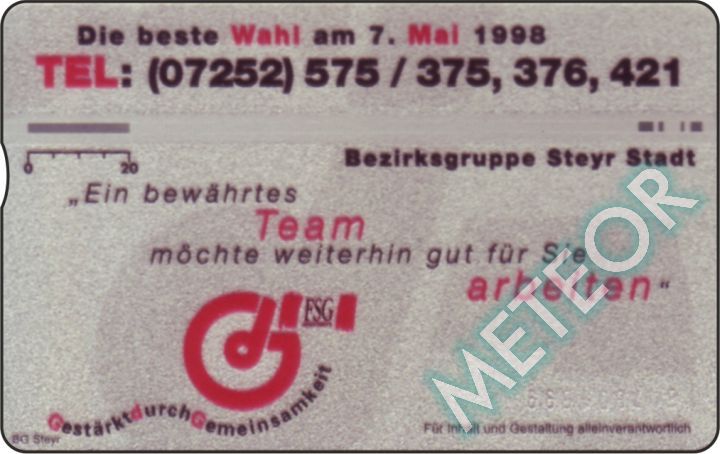 Die beste Wahl am 7. Mai 1998
TEL: (07252) 575 / 375, 376, 421
0 20
Bezirksgruppe Steyr Stadt
„Ein bewährtes
Team
möchte weiterhin gut für Sie
arbeiten“
FSG
GestärktdurchGemeinsamkeit
BG Steyr
Für Inhalt und Gestaltung alleinverantwortlich
METEOR